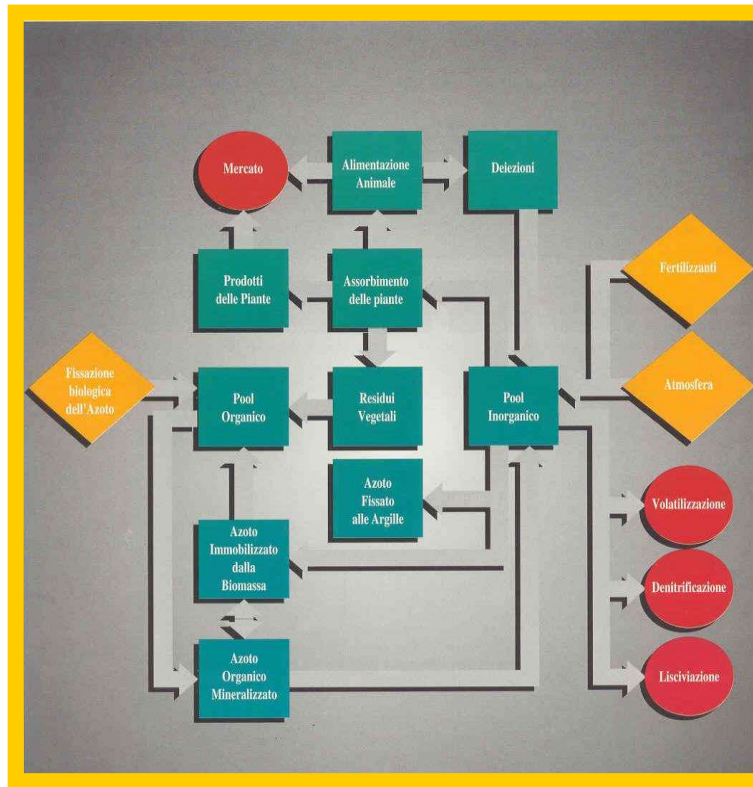 Mercato
Alimentazione
Animale
Deiezioni
Prodotti
delle Piante
Assorbimento
delle piante
Fertilizzanti
Fissazione
biologica
dell'Azoto
Pool
Organico
Residui
Vegetali
Pool
Inorganico
Atmosfera
Azoto
Fissato
alle Argille
Volatilizzazione
Azoto
Immobilizzato
dalla
Biomassa
Denitrificazione
Azoto
Organico
Mineralizzato
Lisciviazione